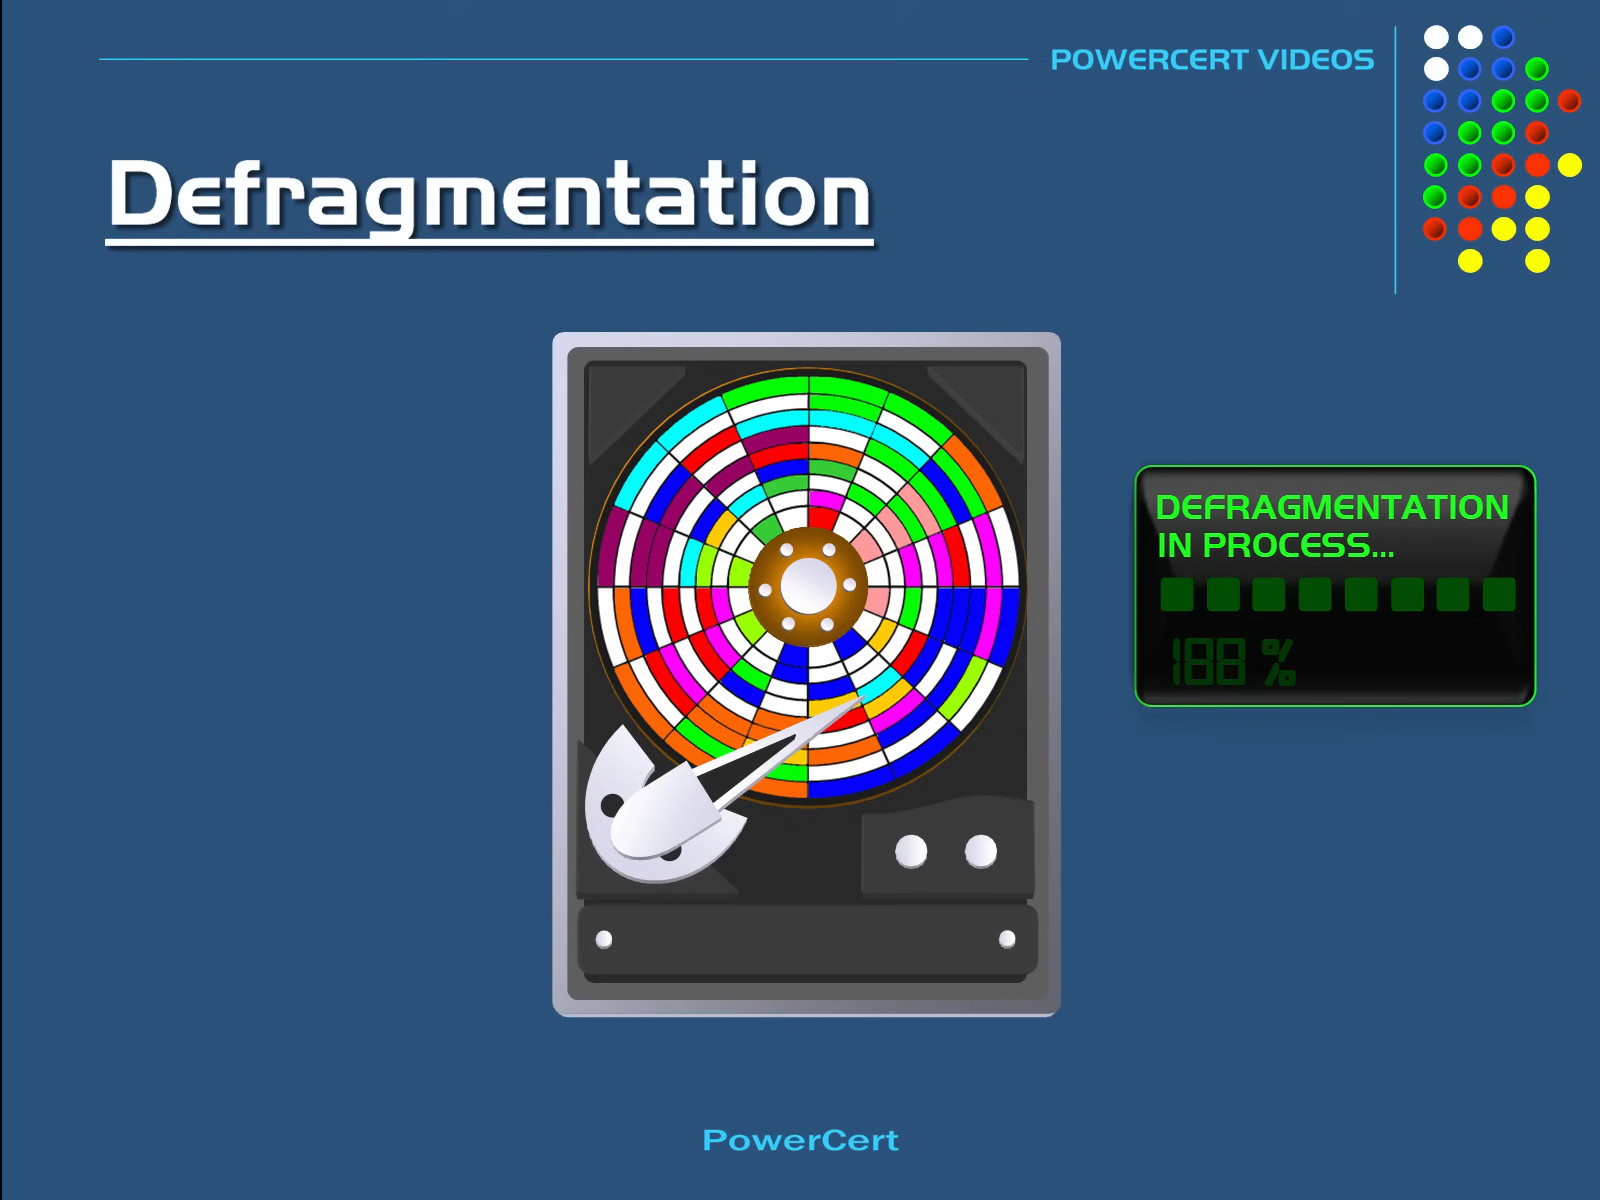 POWERCERT VIDEOS
Defragmentation
DEFRAGMENTATION
IN PROCESS...
188 %
PowerCert